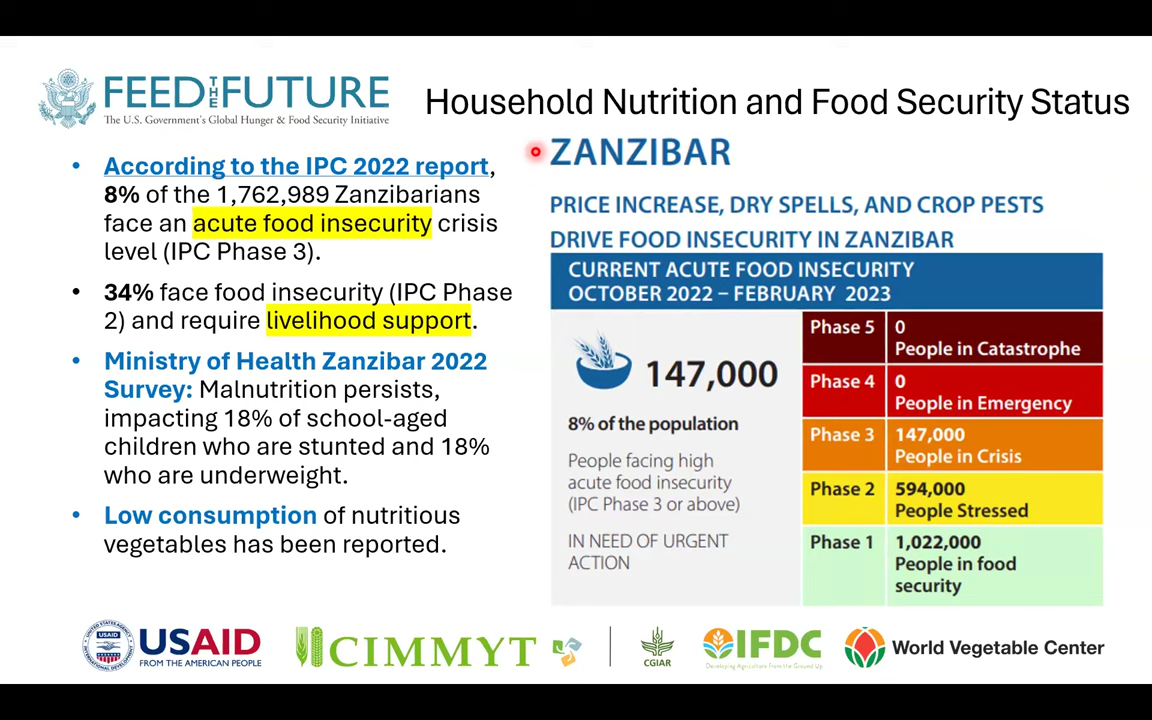 FEED THE FUTURE
The U.S. Government's Global Hunger & Food Security Initiative
Household Nutrition and Food Security Status
• According to the IPC 2022 report,
8% of the 1,762,989 Zanzibarians
face an acute food insecurity crisis
level (IPC Phase 3).
• 34% face food insecurity (IPC Phase
2) and require livelihood support.
• Ministry of Health Zanzibar 2022
Survey: Malnutrition persists,
impacting 18% of school-aged
children who are stunted and 18%
who are underweight.
• Low consumption of nutritious
vegetables has been reported.
ZANZIBAR
PRICE INCREASE, DRY SPELLS, AND CROP PESTS
DRIVE FOOD INSECURITY IN ZANZIBAR
CURRENT ACUTE FOOD INSECURITY
OCTOBER 2022 – FEBRUARY 2023
147,000
8% of the population
People facing high
acute food insecurity
(IPC Phase 3 or above)
IN NEED OF URGENT
ACTION
Phase 5 0
People in Catastrophe
Phase 4 0
People in Emergency
Phase 3 147,000
People in Crisis
Phase 2 594,000
People Stressed
Phase 1 1,022,000
People in food
security
USAID
USAID
FROM THE AMERICAN PEOPLE
CIMMYT
CGIAR
IFDC
Developing Agriculture from the Ground Up
World Vegetable Center